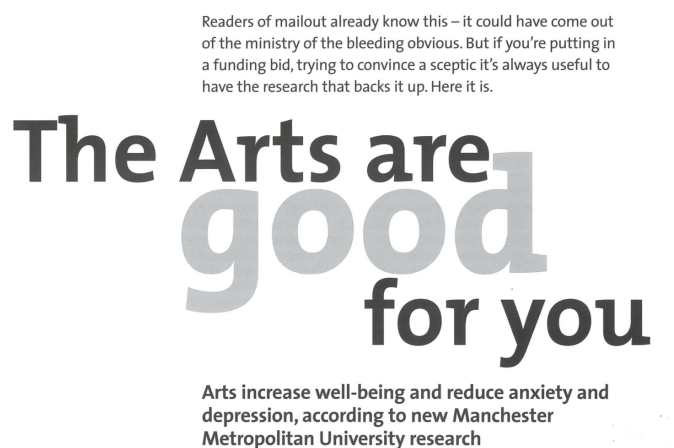 Readers of mailout already know this – it could have come out
of the ministry of the bleeding obvious. But if you're putting in
a funding bid, trying to convince a sceptic it's always useful to
have the research that backs it up. Here it is.
The Arts are
good
for you
Arts increase well-being and reduce anxiety and
depression, according to new Manchester
Metropolitan University research